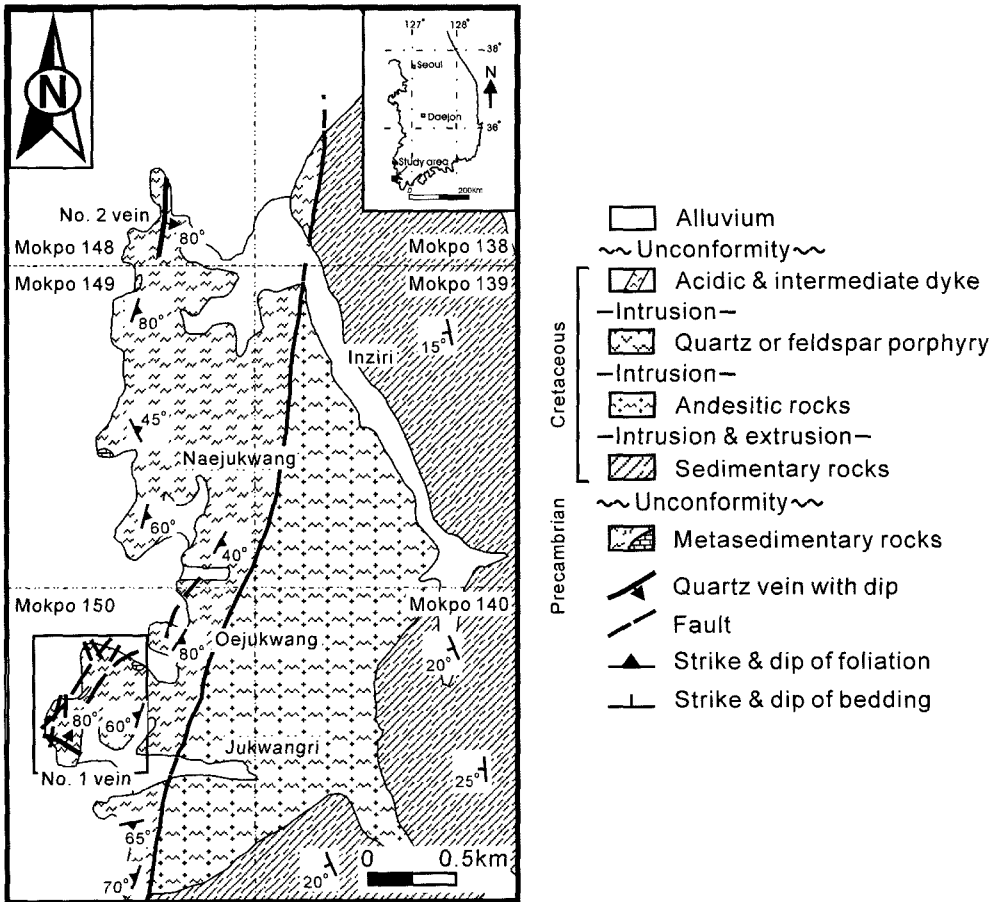 N
127° 128°
38°
Seoul
N
Daejon
36°
Study area
0 200km
No. 2 vein
80°
Mokpo 148
Mokpo 138
Mokpo 149
Mokpo 139
80°
15°
Inziri
45°
Naejukwang
60°
40°
Mokpo 150
Mokpo 140
Oejukwang
80°
20°
80°
60°
Jukwangri
No. 1 vein
25°
65°
0 0.5km
70°
20°
Alluvium
Unconformity
Acidic & intermediate dyke
Intrusion
Quartz or feldspar porphyry
Intrusion
Andesitic rocks
Intrusion & extrusion
Sedimentary rocks
Cretaceous
Unconformity
Metasedimentary rocks
Precambrian
Quartz vein with dip
Fault
Strike & dip of foliation
Strike & dip of bedding